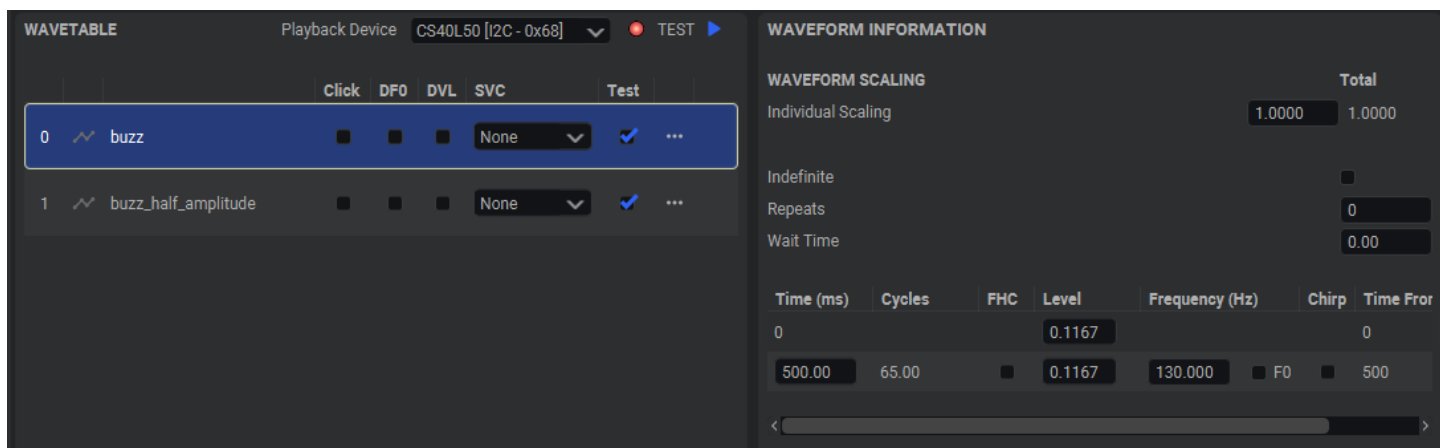 WAVETABLE Playback Device CS40L50 [I2C - 0x68] TEST
Click DF0 DVL SVC Test
0 buzz None ...
1 buzz_half_amplitude None ...
WAVEFORM INFORMATION
WAVEFORM SCALING Total
Individual Scaling 1.0000 1.0000
Indefinite
Repeats 0
Wait Time 0.00
Time (ms) Cycles FHC Level Frequency (Hz) Chirp Time Fror
0 0.1167 0
500.00 65.00 0.1167 130.000 F0 500